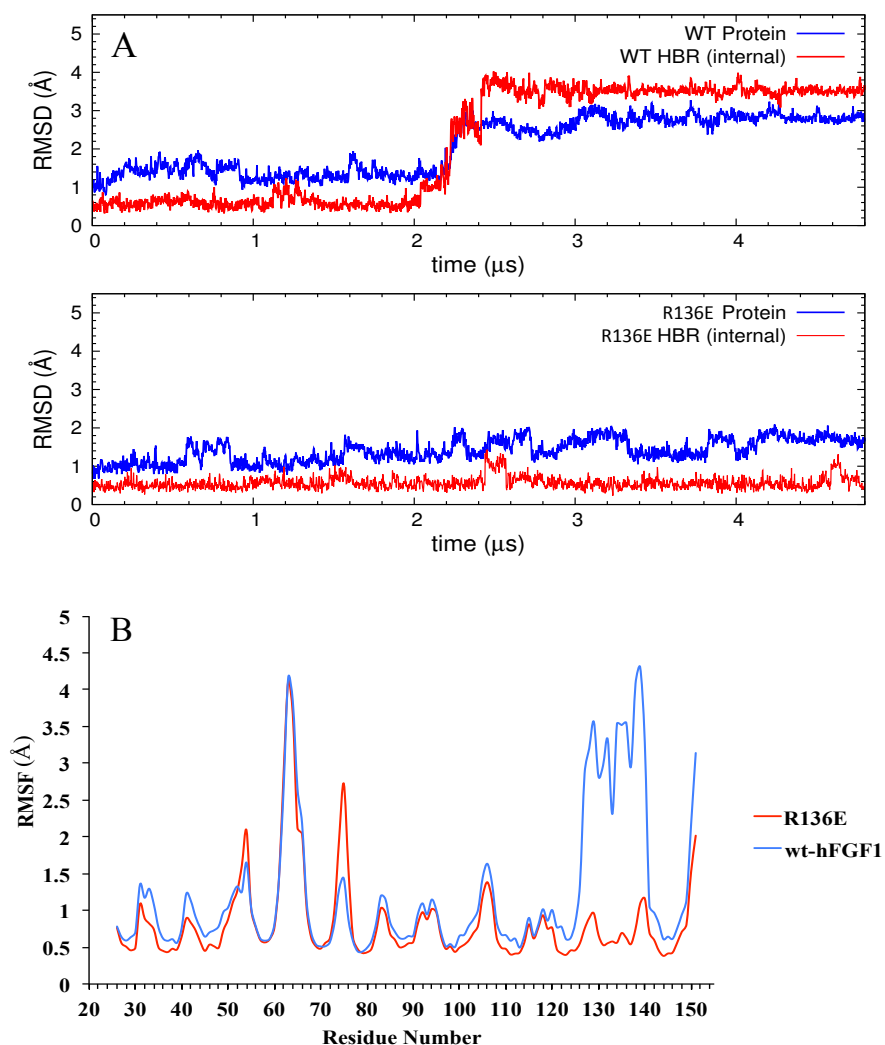 A
WT Protein
WT HBR (internal)
RMSD (Å)
5
4
3
2
1
0
0 1 2 3 4
time (μs)
R136E Protein
R136E HBR (internal)
RMSD (Å)
5
4
3
2
1
0
0 1 2 3 4
time (μs)
B
RMSF (Å)
5
4.5
4
3.5
3
2.5
2
1.5
1
0.5
0
R136E
wt-hFGF1
20 30 40 50 60 70 80 90 100 110 120 130 140 150
Residue Number